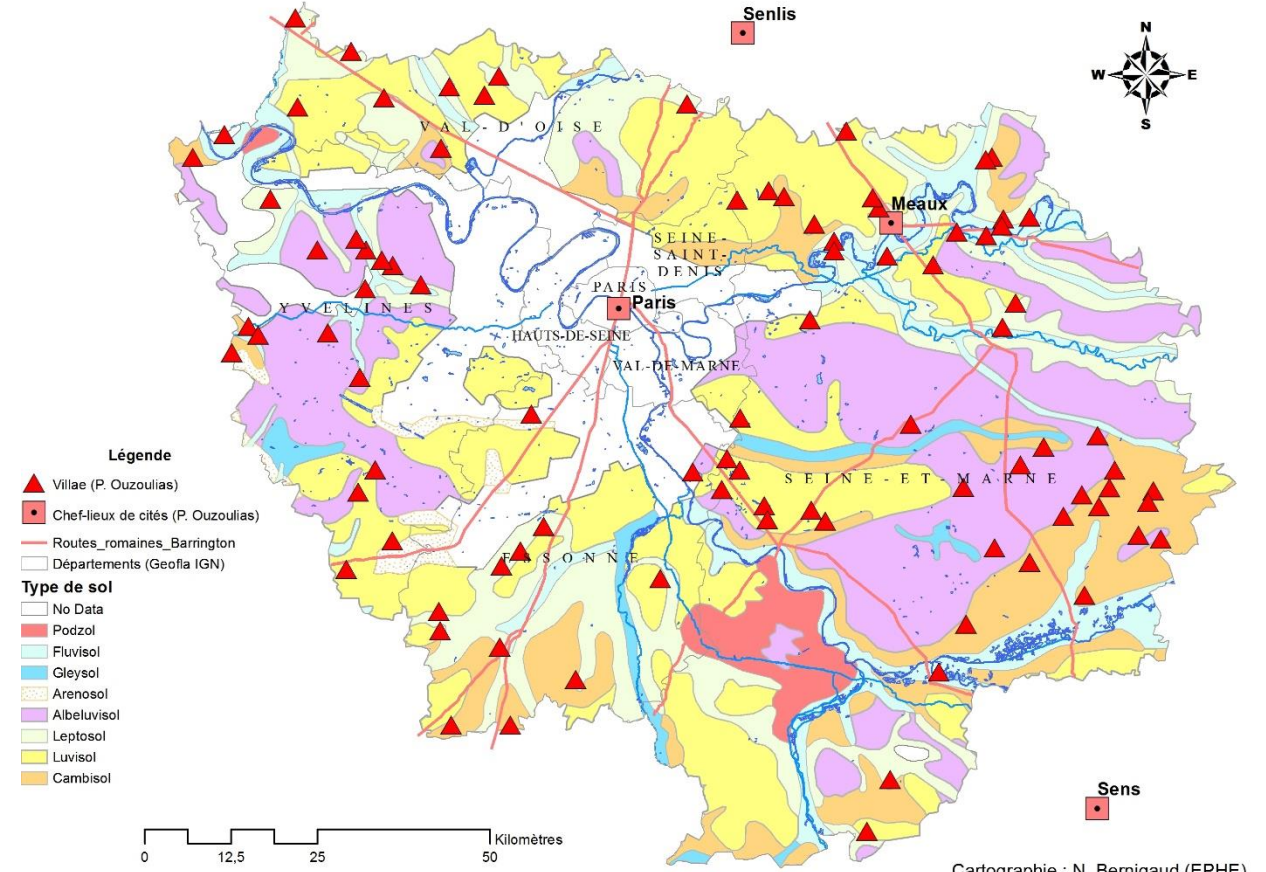 Senlis
N
W E
S
VAL-D'OISE
Meaux
SEINE-
SAINT-
DENIS
PARIS
Paris
YVELINES
HAUTS-DE-SEINE
VAL-DE-MARNE
SEINE-ET-MARNE
ESSONNE
Sens
Légende
Villae (P. Ouzoulias)
Chef-lieux de cités (P. Ouzoulias)
Routes_romaines_Barrington
Départements (Geofla IGN)
Type de sol
No Data
Podzol
Fluvisol
Gleysol
Arenosol
Albeluvisol
Leptosol
Luvisol
Cambisol
Kilomètres
0 12,5 25 50
Cartographie : N. Bernigaud (EPHE)